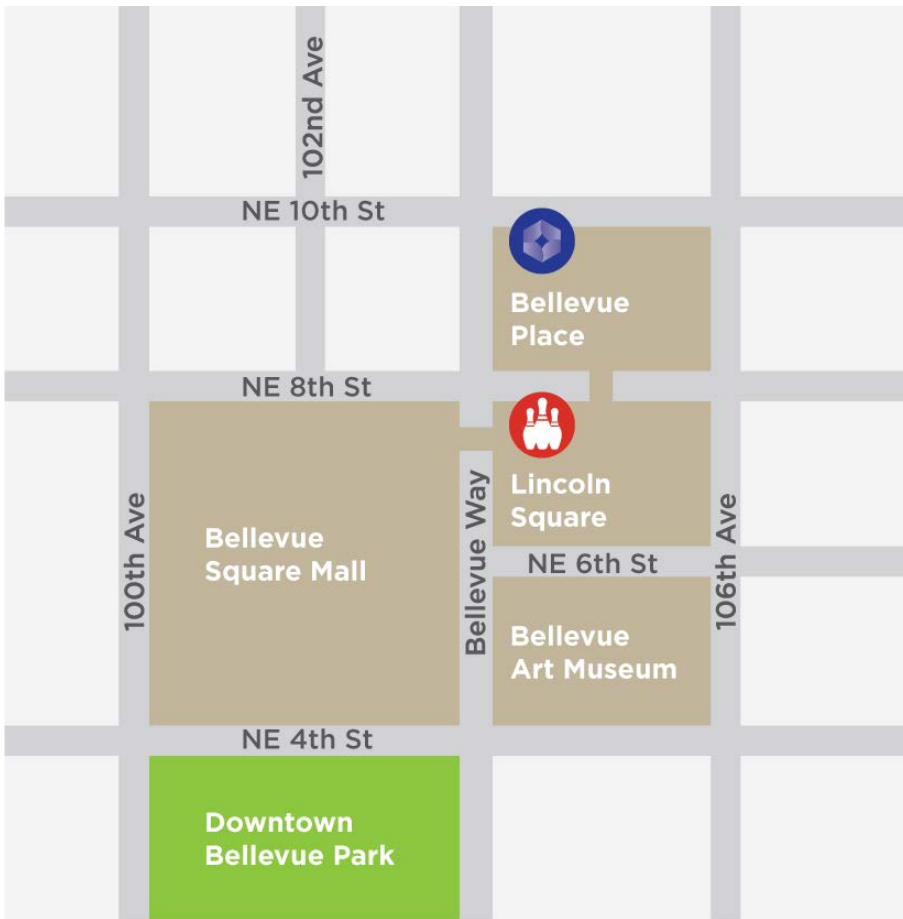 102nd Ave
NE 10th St
Bellevue
Place
NE 8th St
Lincoln
Square
Bellevue
Square Mall
100th Ave
Bellevue Way
NE 6th St
106th Ave
Bellevue
Art Museum
NE 4th St
Downtown
Bellevue Park